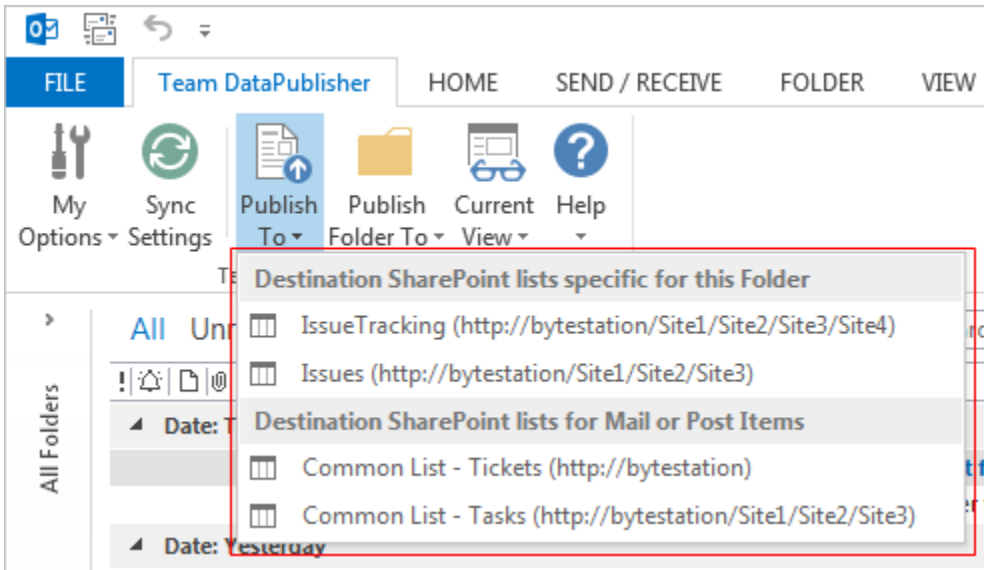 FILE Team DataPublisher HOME SEND / RECEIVE FOLDER VIEW
My Options
Sync Settings
Publish To
Publish Folder To
Current View
Help
Destination SharePoint lists specific for this Folder
IssueTracking (http://bytestation/Site1/Site2/Site3/Site4)
Issues (http://bytestation/Site1/Site2/Site3)
Destination SharePoint lists for Mail or Post Items
Common List - Tickets (http://bytestation)
Common List - Tasks (http://bytestation/Site1/Site2/Site3)
All Folders
All
Date:
Date: Yesterday